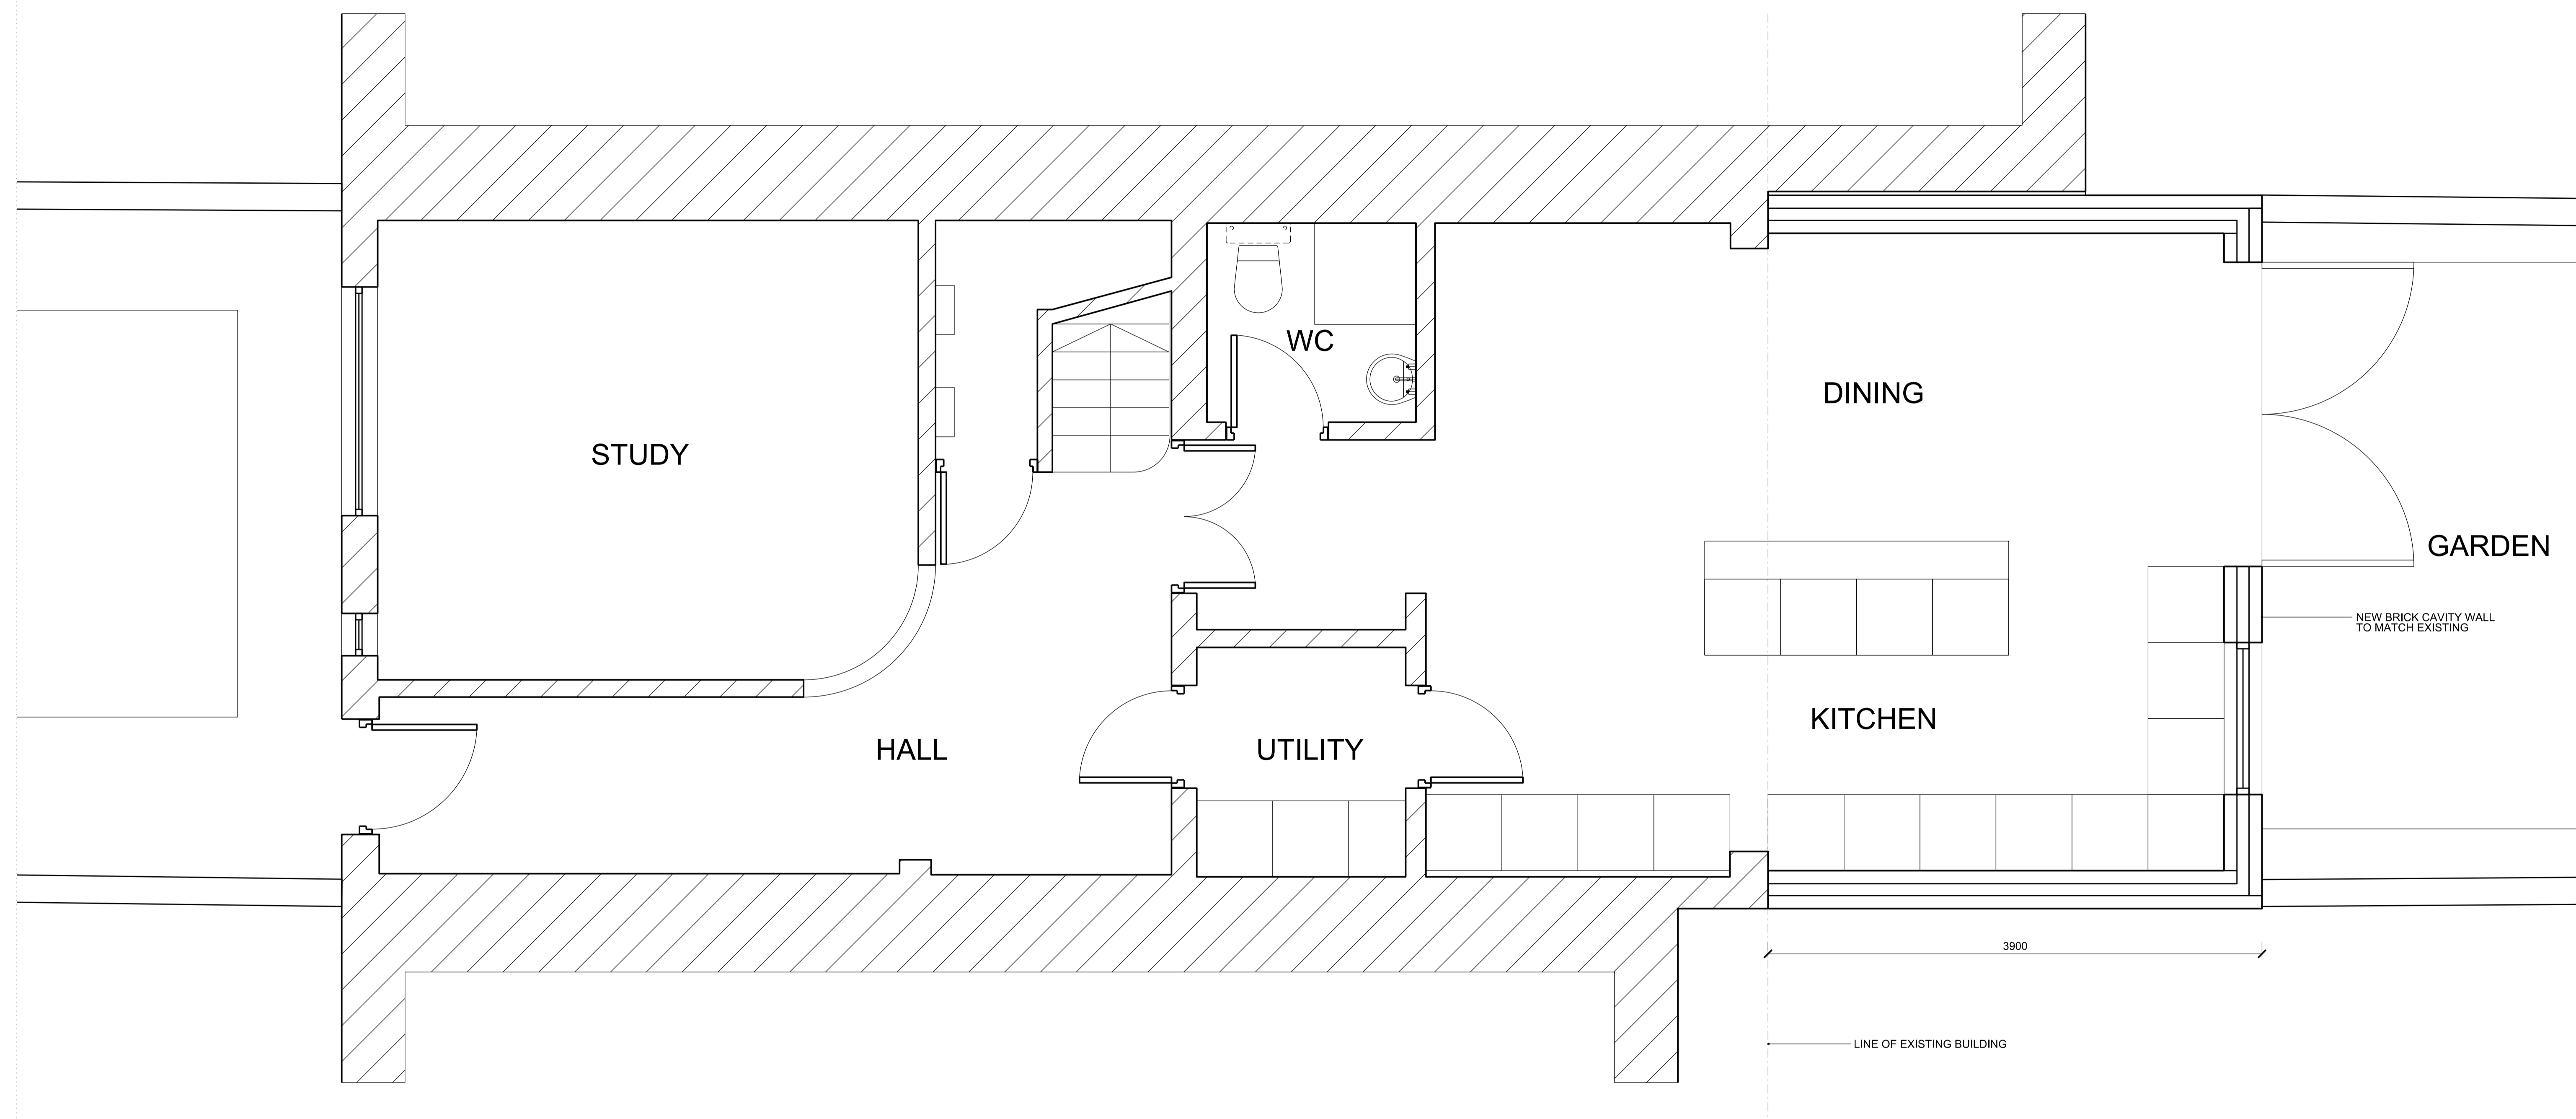 WC
DINING
STUDY
GARDEN
NEW BRICK CAVITY WALL
TO MATCH EXISTING
KITCHEN
HALL
UTILITY
3900
LINE OF EXISTING BUILDING